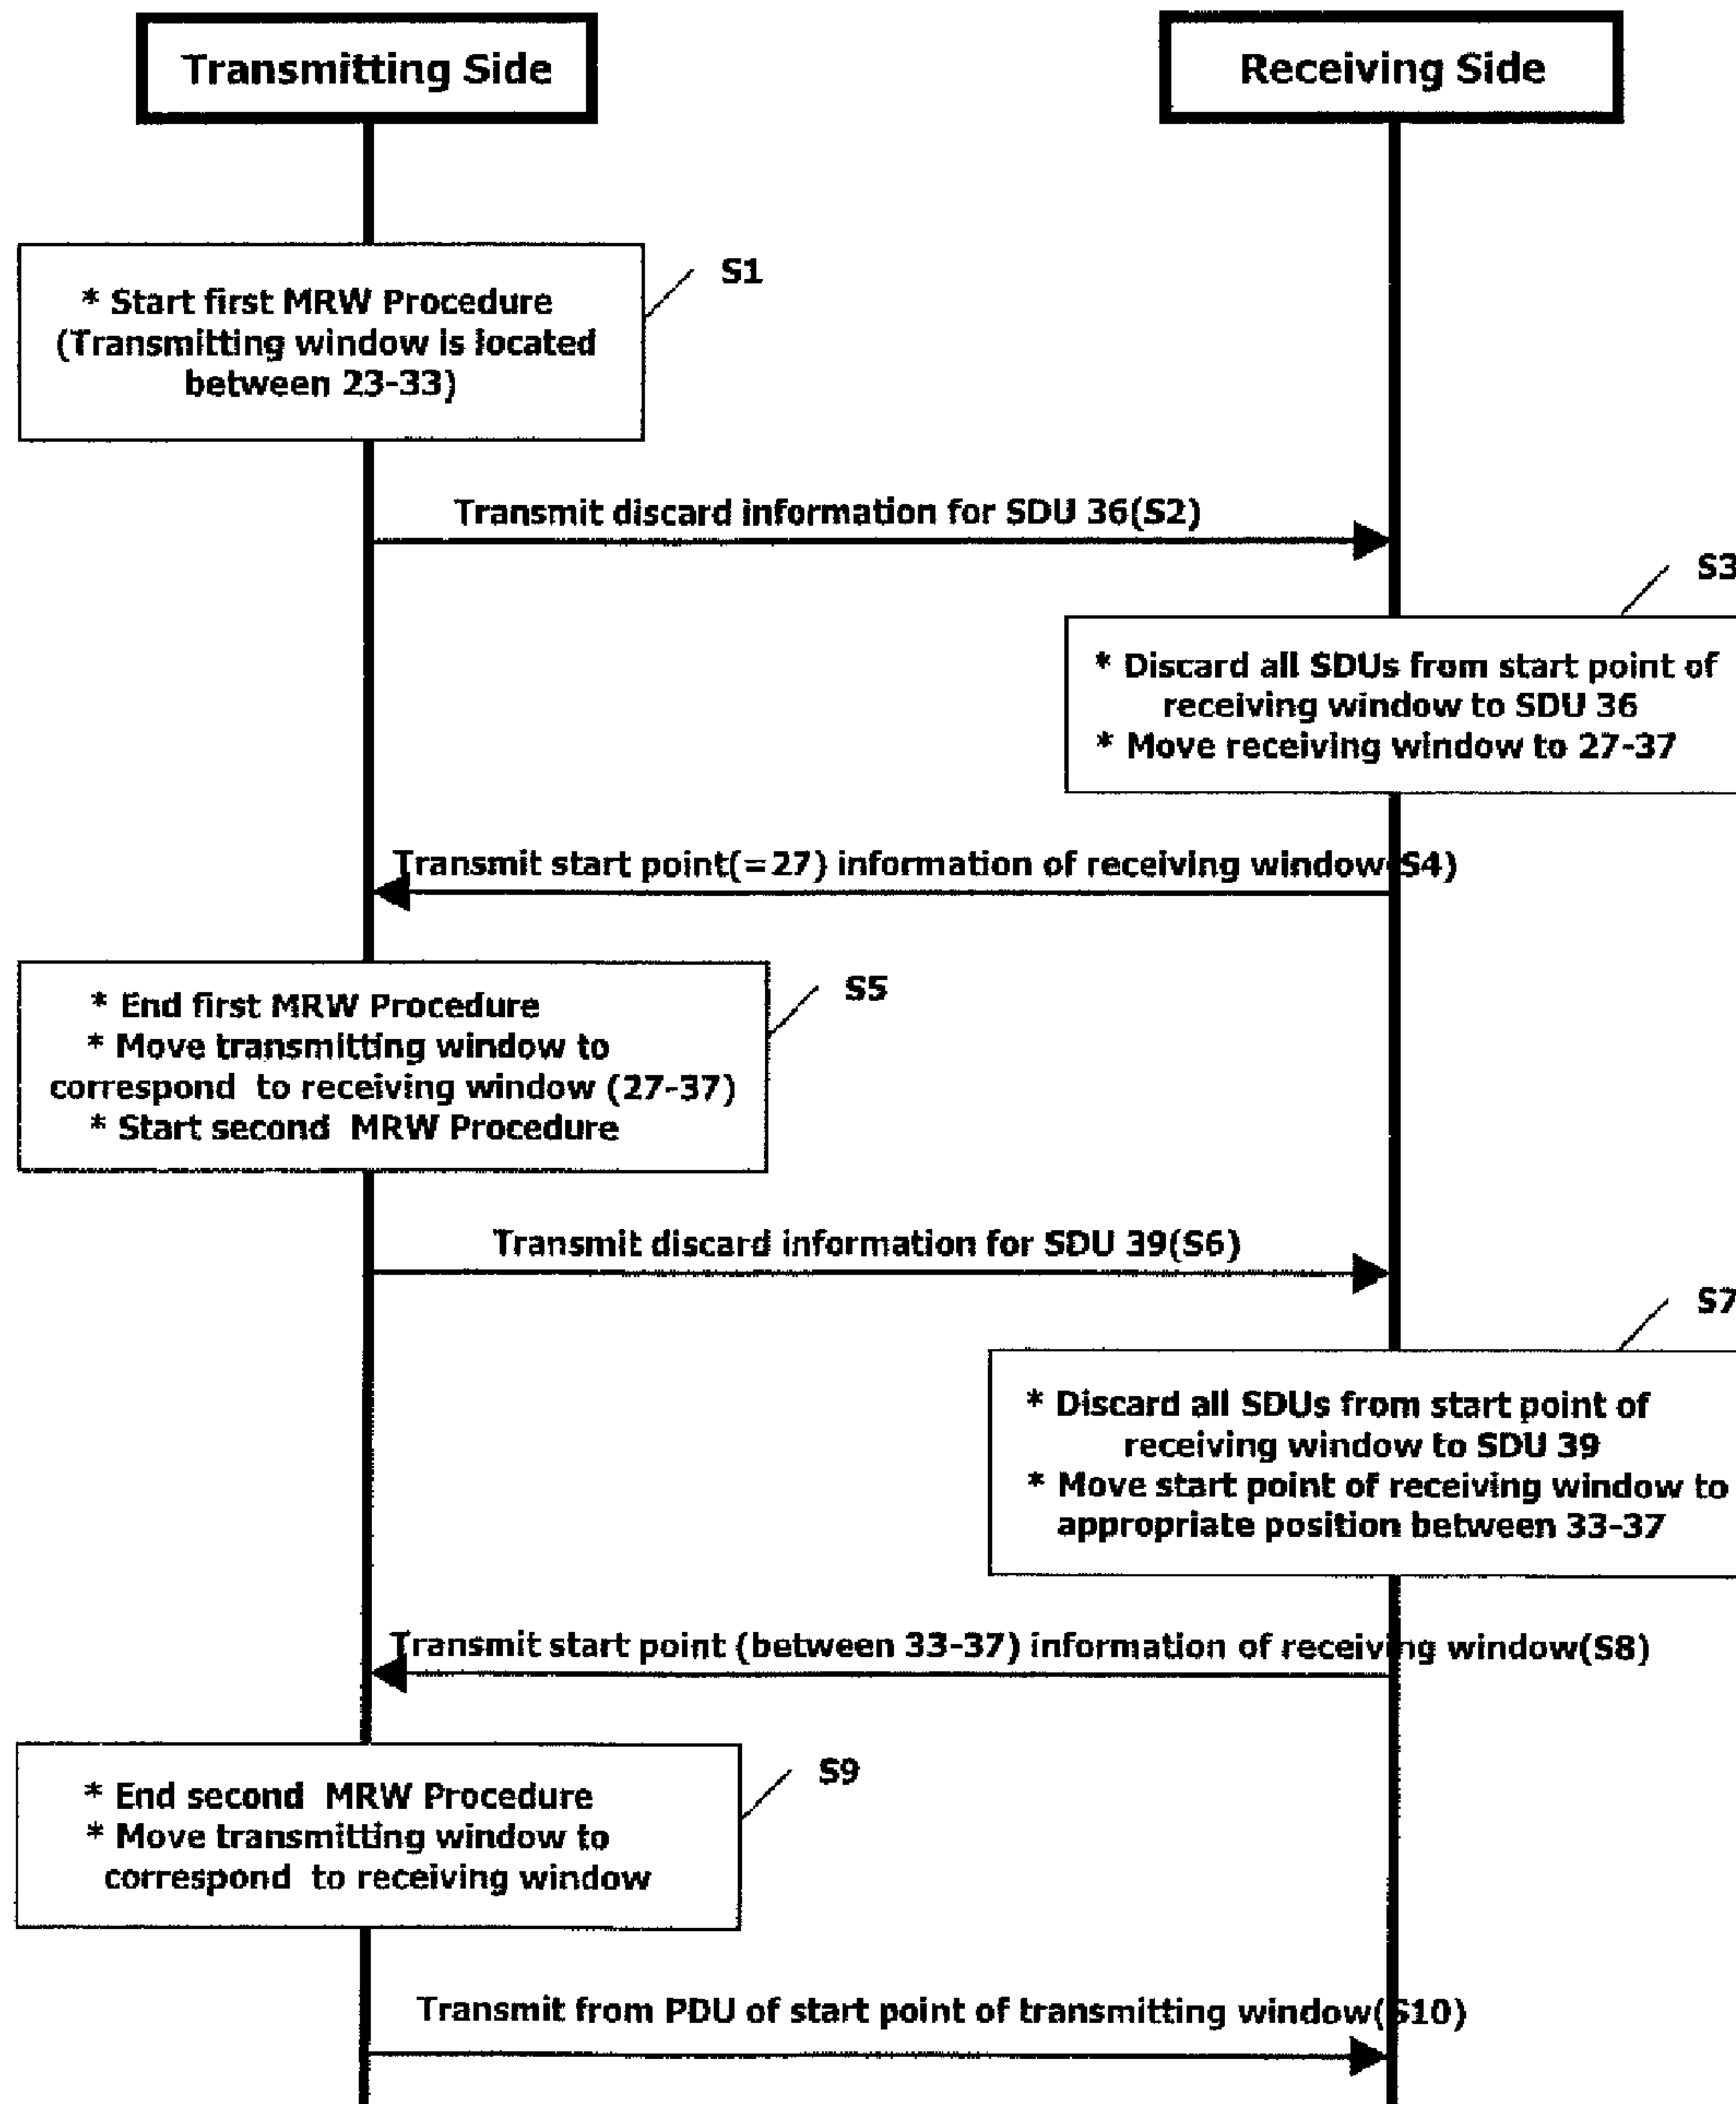 Transmitting Side
Receiving Side
* Start first MRW Procedure
(Transmitting window is located
between 23-33)
S1
Transmit discard information for SDU 36(S2)
S3
* Discard all SDUs from start point of
receiving window to SDU 36
* Move receiving window to 27-37
Transmit start point(=27) information of receiving window(S4)
* End first MRW Procedure
* Move transmitting window to
correspond to receiving window (27-37)
* Start second MRW Procedure
S5
Transmit discard information for SDU 39(S6)
S7
* Discard all SDUs from start point of
receiving window to SDU 39
* Move start point of receiving window to
appropriate position between 33-37
Transmit start point (between 33-37) information of receiving window(S8)
* End second MRW Procedure
* Move transmitting window to
correspond to receiving window
S9
Transmit from PDU of start point of transmitting window(S10)